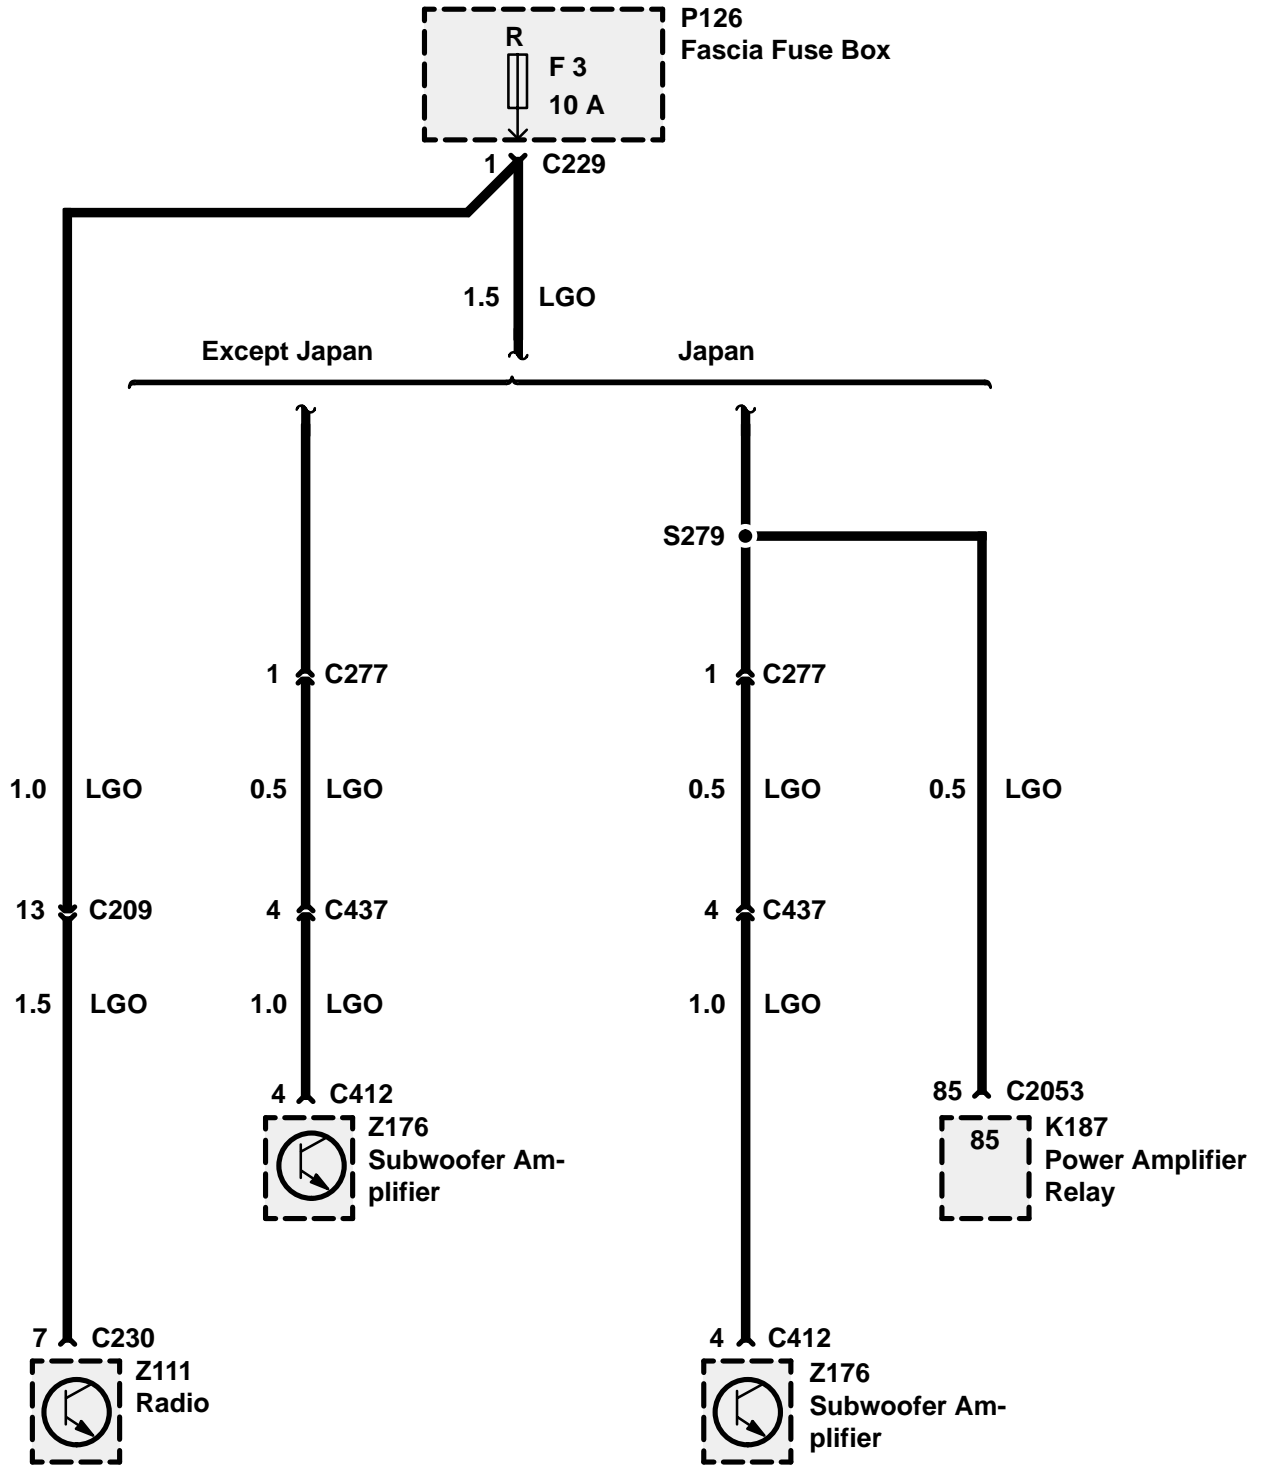 P126
Fascia Fuse Box
R
F 3
10 A
1 C229
1.5 LGO
Except Japan Japan
S279
1 C277 1 C277
1.0 LGO 0.5 LGO 0.5 LGO 0.5 LGO
13 C209 4 C437 4 C437
1.5 LGO 1.0 LGO 1.0 LGO
4 C412 85 C2053
Z176
Subwoofer Am-
plifier
85
K187
Power Amplifier
Relay
7 C230 4 C412
Z111
Radio
Z176
Subwoofer Am-
plifier